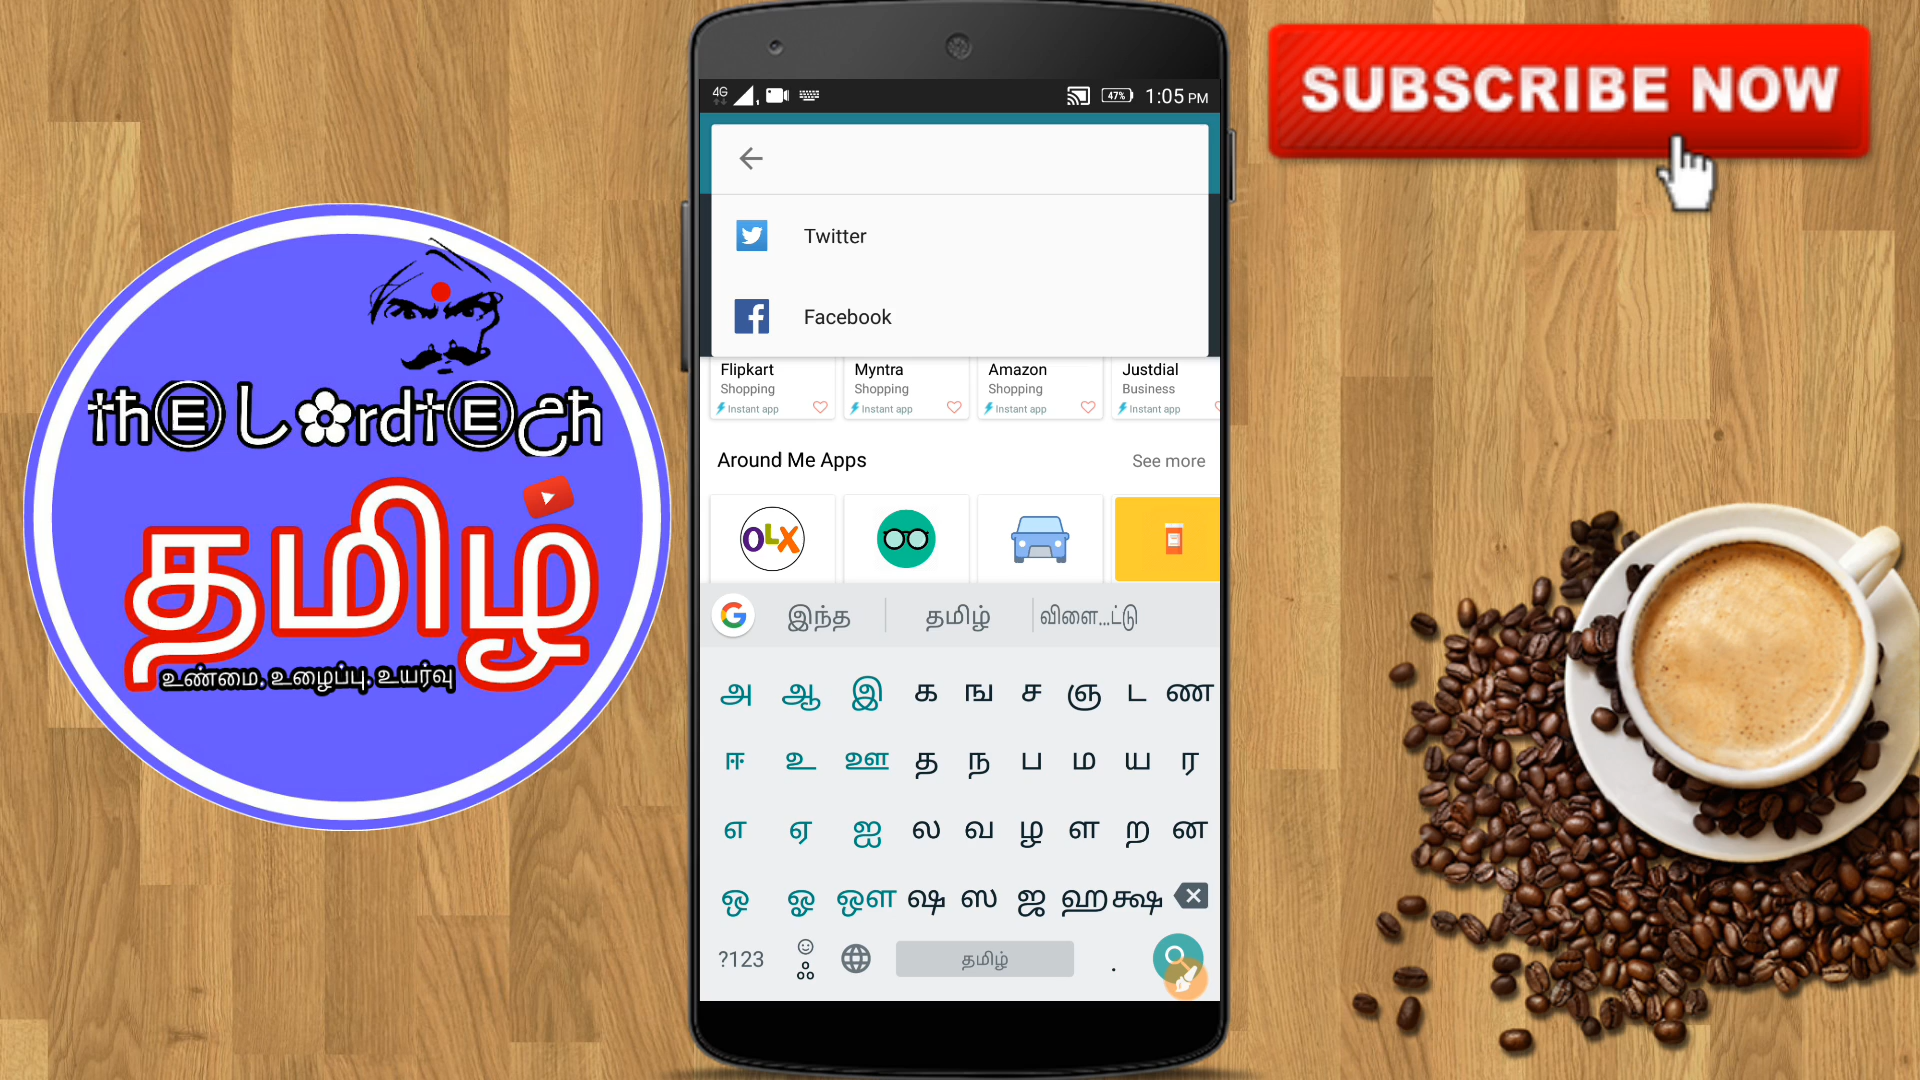 thE LordtEch
தமிழ்
உண்மை, உழைப்பு, உயர்வு
4G
47%
1:05 PM
Twitter
Facebook
Flipkart Myntra Amazon Justdial
Shopping Shopping Shopping Business
Instant app Instant app Instant app Instant app
Around Me Apps See more
OLX
G இந்த தமிழ் விளை...ட்டு
அ ஆ இ க ங ச ஞ ட ண
ஈ உ ஊ த ந ப ம ய ர
எ ஏ ஐ ல வ ழ ள ற ன
ஒ ஓ ஔ ஷ ஸ ஜ ஹ க்ஷ
?123 தமிழ் .
SUBSCRIBE NOW